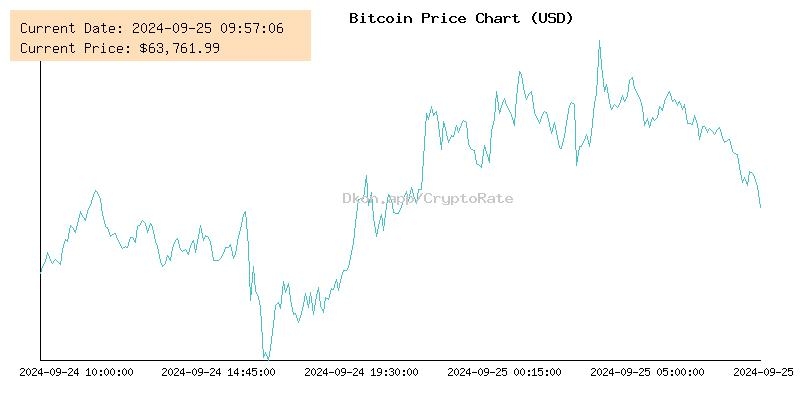 Bitcoin Price Chart (USD)
Current Date: 2024-09-25 09:57:06
Current Price: $63,761.99
Dkon.app/CryptoRate
2024-09-24 10:00:00 2024-09-24 14:45:00 2024-09-24 19:30:00 2024-09-25 00:15:00 2024-09-25 05:00:00 2024-09-25